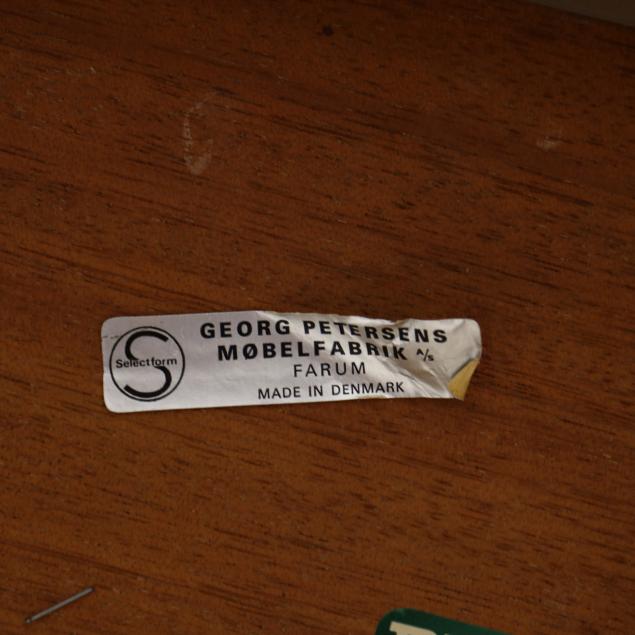 Selectform
GEORG PETERSENS
MØBELFABRIK A/S
FARUM
MADE IN DENMARK